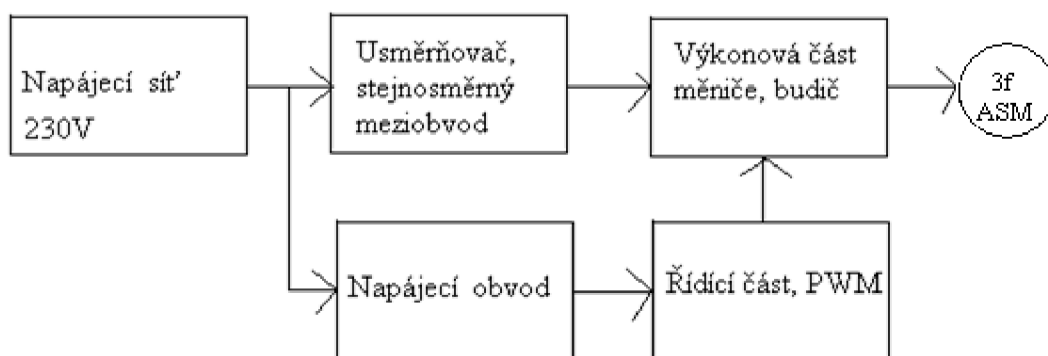 Napájecí síť
230V
Usměrňovač,
stejnosměrný
meziobvod
Výkonová část
měniče, budič
3f
ASM
Napájecí obvod
Řídící část, PWM